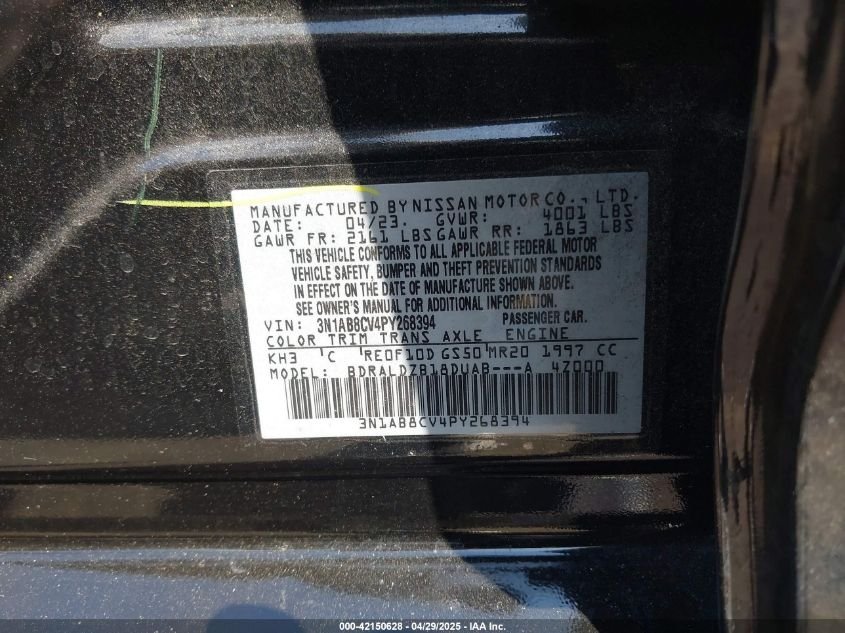 MANUFACTURED BY NISSAN MOTOR CO., LTD.
DATE: 04/23. GVWR: 4001 LBS
GAWR FR: 2161 LBS GAWR RR: 1863 LBS
THIS VEHICLE CONFORMS TO ALL APPLICABLE FEDERAL MOTOR
VEHICLE SAFETY, BUMPER AND THEFT PREVENTION STANDARDS
IN EFFECT ON THE DATE OF MANUFACTURE SHOWN ABOVE.
SEE OWNER'S MANUAL FOR ADDITIONAL INFORMATION.
VIN: 3N1AB8CV4PY268394 PASSENGER CAR.
COLOR TRIM TRANS AXLE ENGINE
KH3 'C RE0F10D GS50 MR20 1997 CC
MODEL: BDRALDZB18DUAB---A 4Z000
3N1AB8CV4PY268394
000-42150628 - 04/29/2025 - IAA Inc.